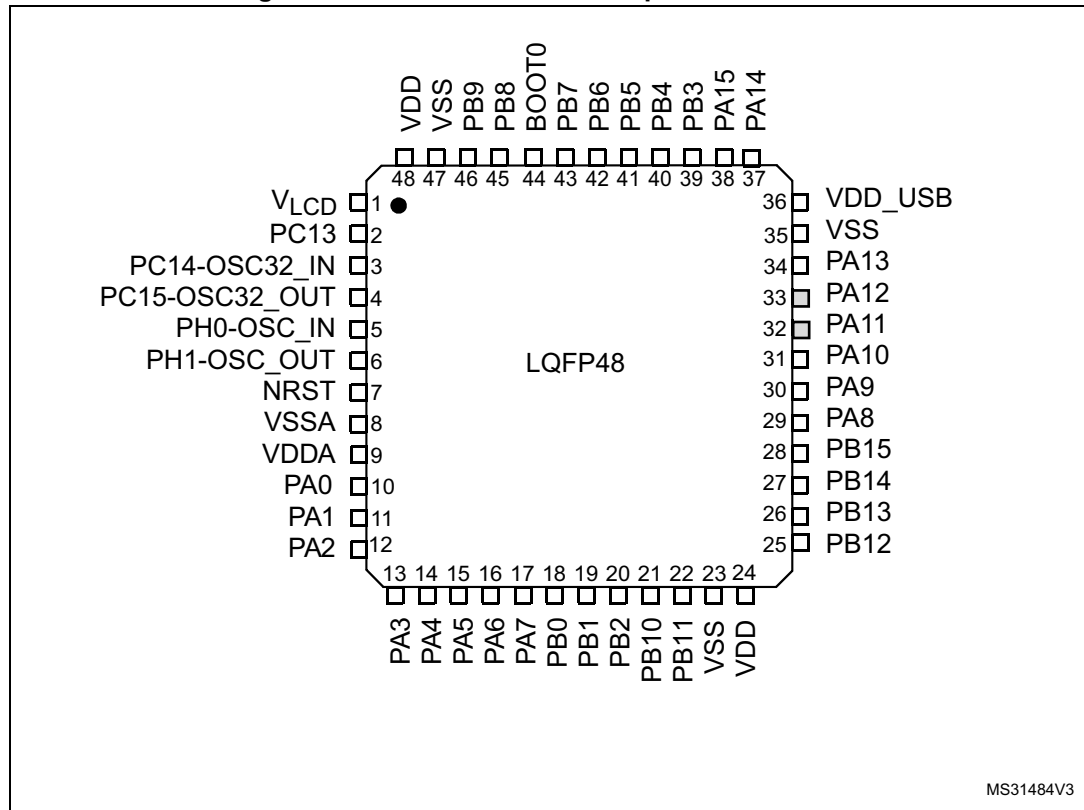 VDD
VSS
PB9
PB8
BOOT0
PB7
PB6
PB5
PB4
PB3
PA15
PA14
48 47 46 45 44 43 42 41 40 39 38 37
VLCD 1
PC13 2
PC14-OSC32_IN 3
PC15-OSC32_OUT 4
PH0-OSC_IN 5
PH1-OSC_OUT 6
NRST 7
VSSA 8
VDDA 9
PA0 10
PA1 11
PA2 12
LQFP48
36 VDD_USB
35 VSS
34 PA13
33 PA12
32 PA11
31 PA10
30 PA9
29 PA8
28 PB15
27 PB14
26 PB13
25 PB12
13 14 15 16 17 18 19 20 21 22 23 24
PA3
PA4
PA5
PA6
PA7
PB0
PB1
PB2
PB10
PB11
VSS
VDD
MS31484V3